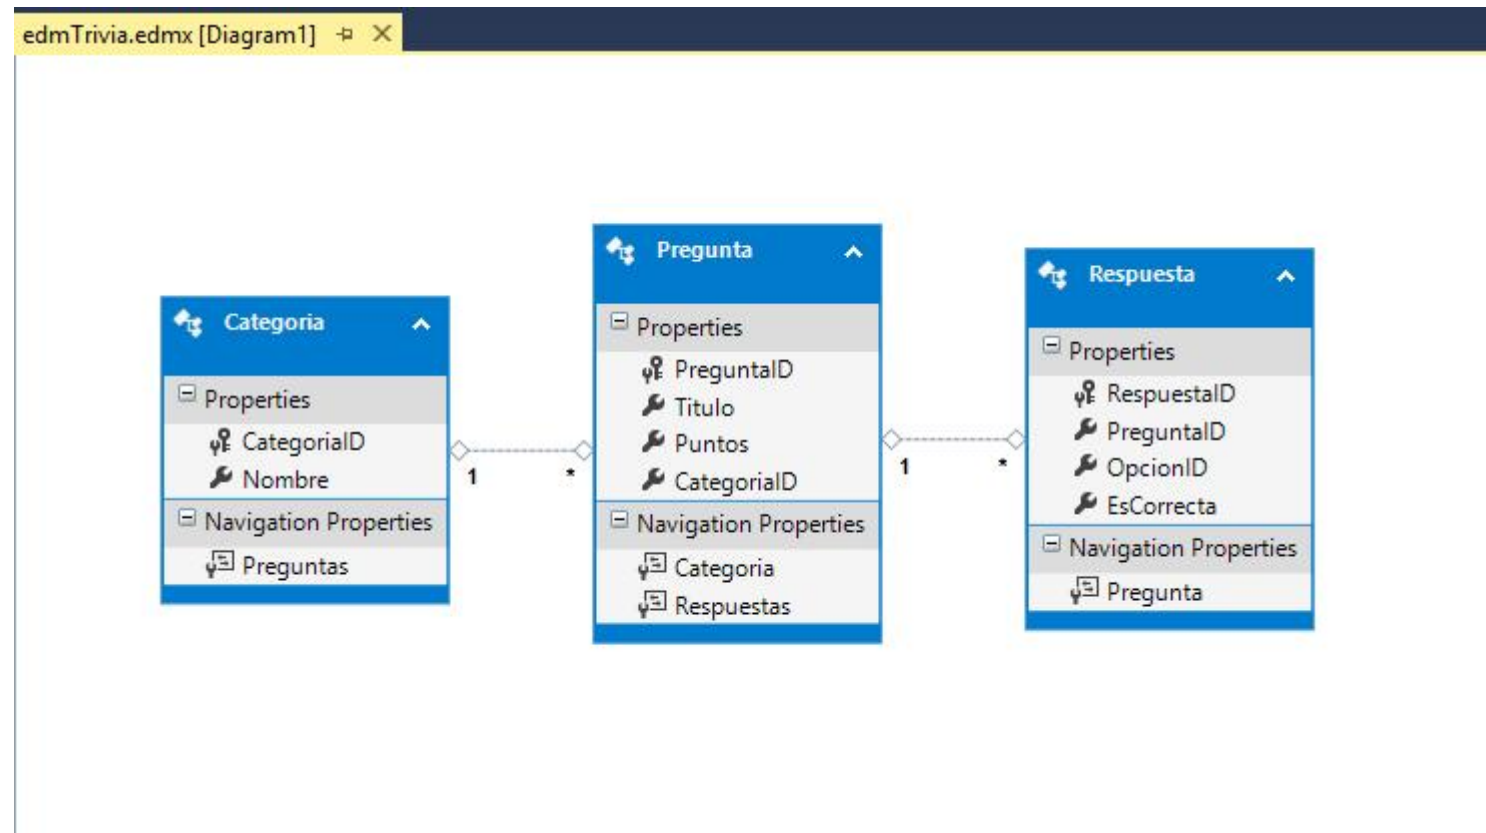 edmTrivia.edmx [Diagram1]
Categoria
Properties
CategoriaID
Nombre
Navigation Properties
Preguntas
1
*
Pregunta
Properties
PreguntaID
Titulo
Puntos
CategoriaID
Navigation Properties
Categoria
Respuestas
1
*
Respuesta
Properties
RespuestaID
PreguntaID
OpcionID
EsCorrecta
Navigation Properties
Pregunta